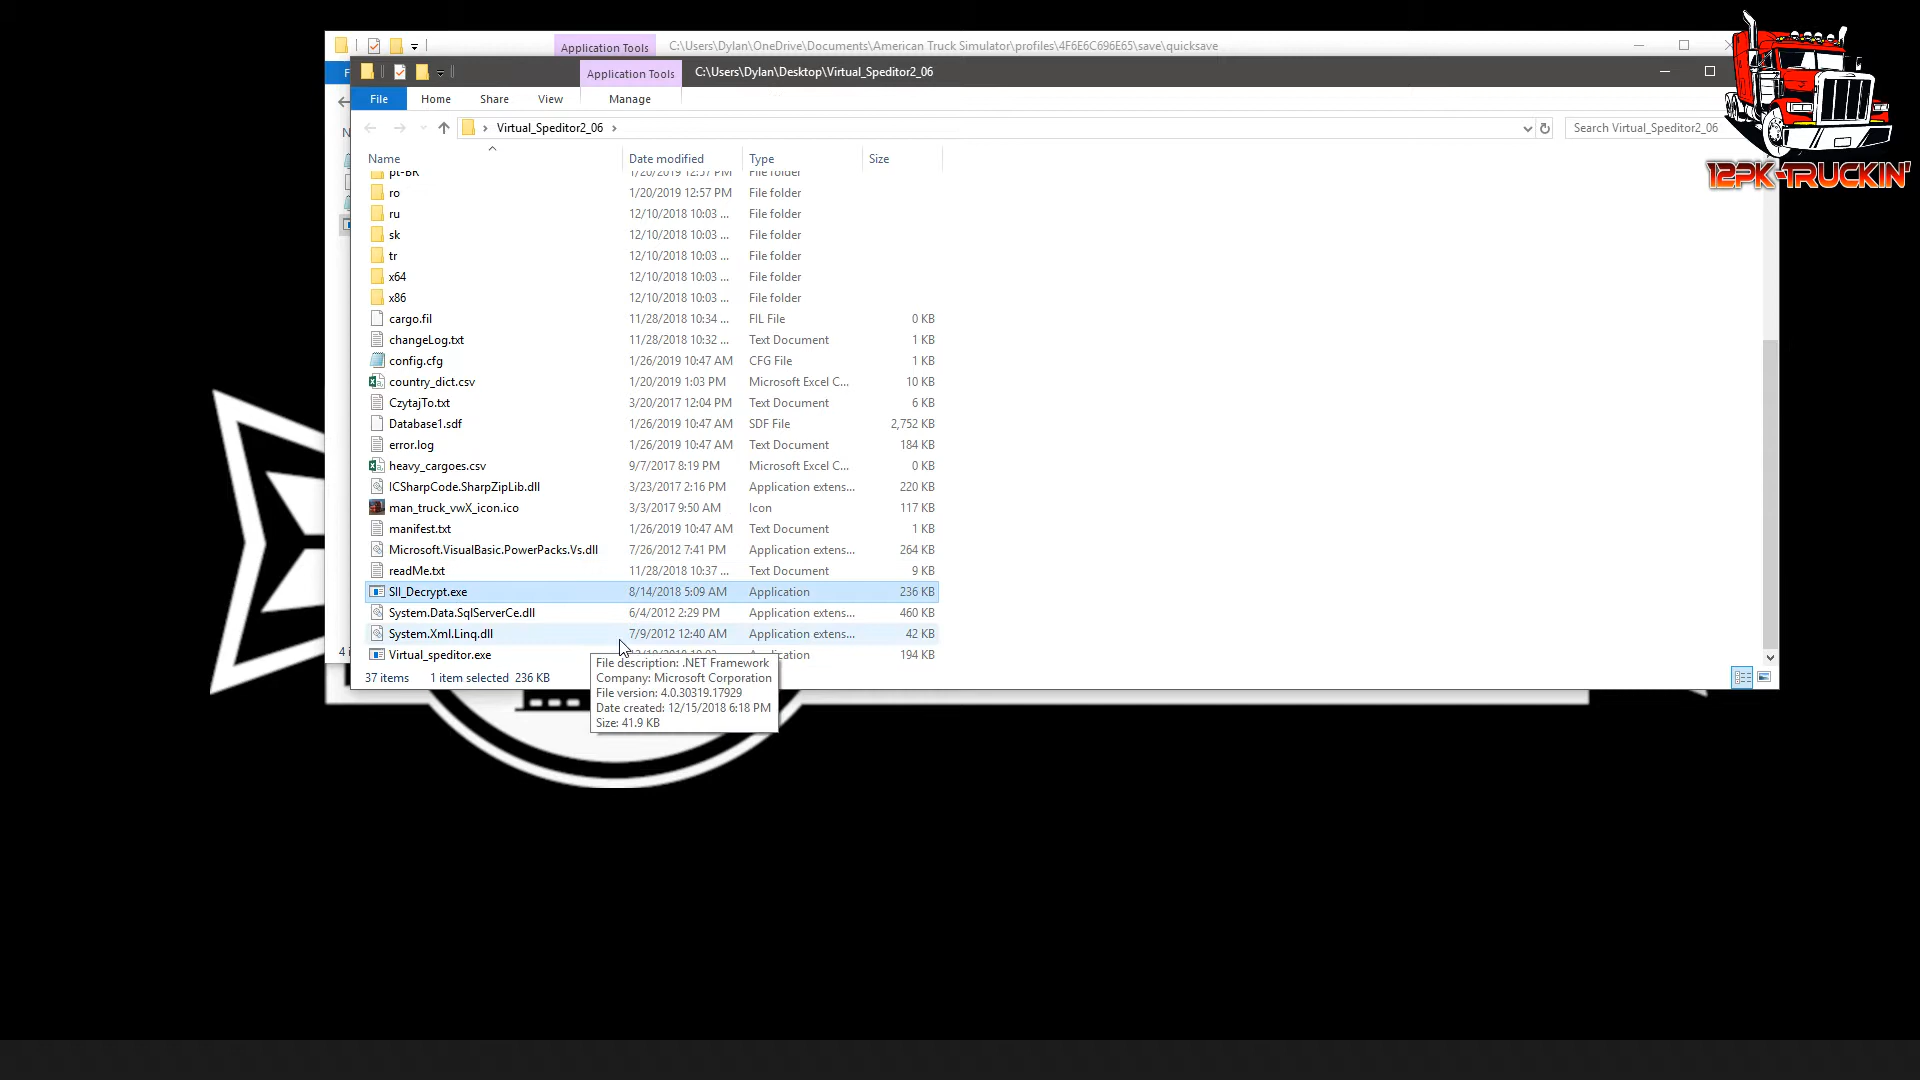 Application Tools C:\Users\Dylan\OneDrive\Documents\American Truck Simulator\profiles\4F6E6C696E65\save\quicksave
Application Tools C:\Users\Dylan\Desktop\Virtual_Speditor2_06
File Home Share View Manage
Virtual_Speditor2_06 Search Virtual_Speditor2_06
12PK-TRUCKIN'
Name Date modified Type Size
pt-BR 1/20/2019 12:57 PM File folder
ro 1/20/2019 12:57 PM File folder
ru 12/10/2018 10:03 ... File folder
sk 12/10/2018 10:03 ... File folder
tr 12/10/2018 10:03 ... File folder
x64 12/10/2018 10:03 ... File folder
x86 12/10/2018 10:03 ... File folder
cargo.fil 11/28/2018 10:34 ... FIL File 0 KB
changeLog.txt 11/28/2018 10:32 ... Text Document 1 KB
config.cfg 1/26/2019 10:47 AM CFG File 1 KB
country_dict.csv 1/20/2019 1:03 PM Microsoft Excel C... 10 KB
CzytajTo.txt 3/20/2017 12:04 PM Text Document 6 KB
Database1.sdf 1/26/2019 10:47 AM SDF File 2,752 KB
error.log 1/26/2019 10:47 AM Text Document 184 KB
heavy_cargoes.csv 9/7/2017 8:19 PM Microsoft Excel C... 0 KB
ICSharpCode.SharpZipLib.dll 3/23/2017 2:16 PM Application extens... 220 KB
man_truck_vwX_icon.ico 3/3/2017 9:50 AM Icon 117 KB
manifest.txt 1/26/2019 10:47 AM Text Document 1 KB
Microsoft.VisualBasic.PowerPacks.Vs.dll 7/26/2012 7:41 PM Application extens... 264 KB
readMe.txt 11/28/2018 10:37 ... Text Document 9 KB
SII_Decrypt.exe 8/14/2018 5:09 AM Application 236 KB
System.Data.SqlServerCe.dll 6/4/2012 2:29 PM Application extens... 460 KB
System.Xml.Linq.dll 7/9/2012 12:40 AM Application extens... 42 KB
Virtual_speditor.exe 194 KB
File description: .NET Framework
Company: Microsoft Corporation
File version: 4.0.30319.17929
Date created: 12/15/2018 6:18 PM
Size: 41.9 KB
37 items 1 item selected 236 KB